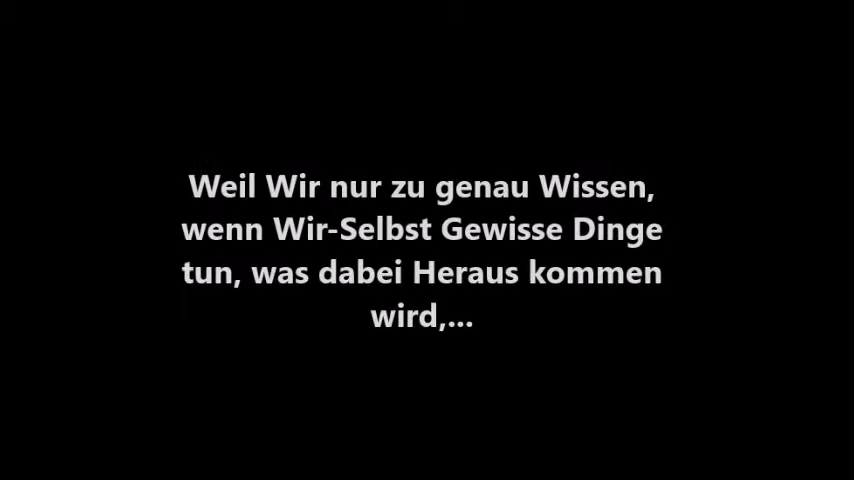 Weil Wir nur zu genau Wissen,
wenn Wir-Selbst Gewisse Dinge
tun, was dabei Heraus kommen
wird,...